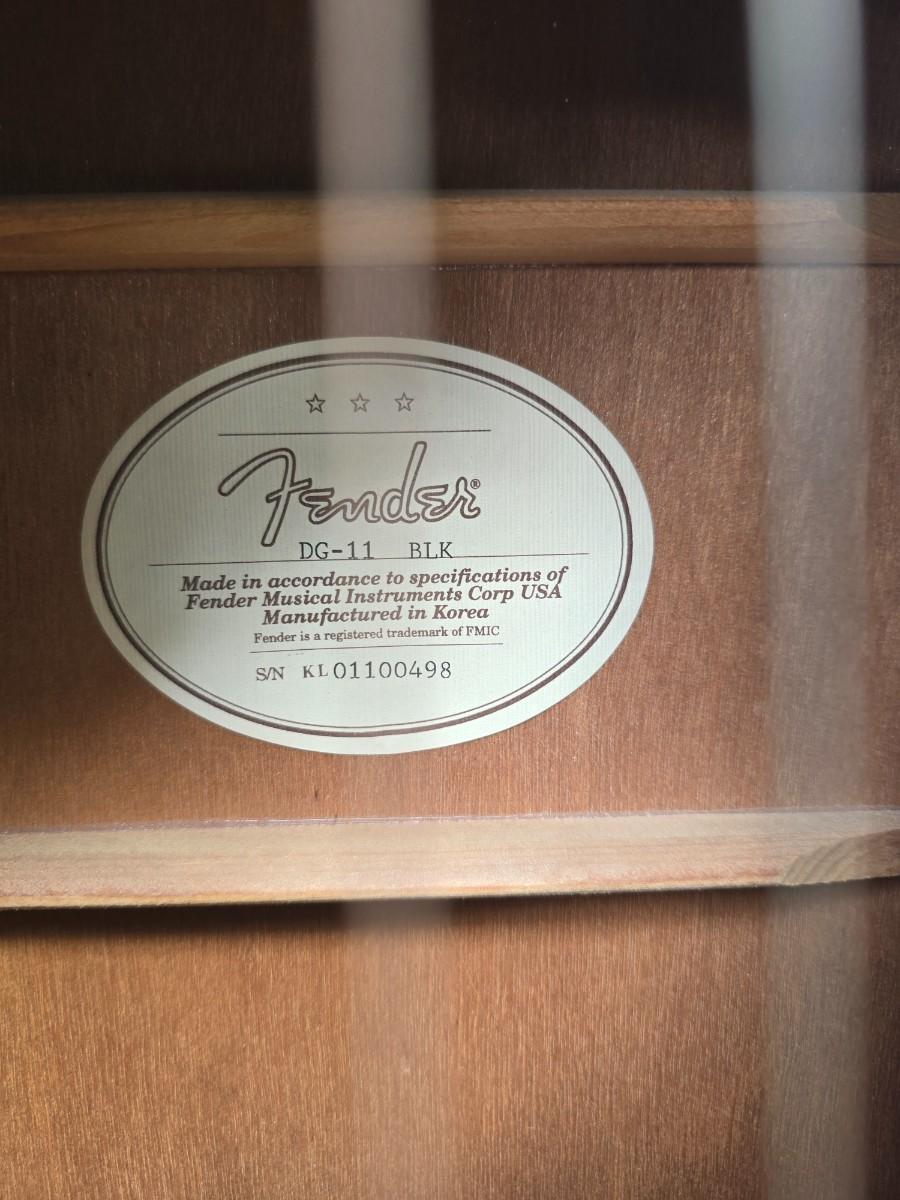 Fender®
DG-11 BLK
Made in accordance to specifications of
Fender Musical Instruments Corp USA
Manufactured in Korea
Fender is a registered trademark of FMIC
S/N KL01100498